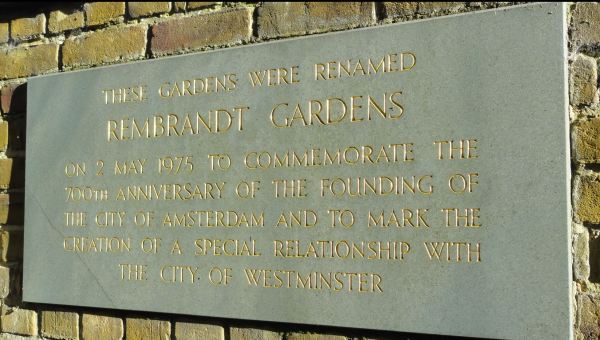 THESE GARDENS WERE RENAMED
REMBRANDT GARDENS
ON 2 MAY 1975 TO COMMEMORATE THE
700TH ANNIVERSARY OF THE FOUNDING OF
THE CITY OF AMSTERDAM AND TO MARK THE
CREATION OF A SPECIAL RELATIONSHIP WITH
THE CITY OF WESTMINSTER